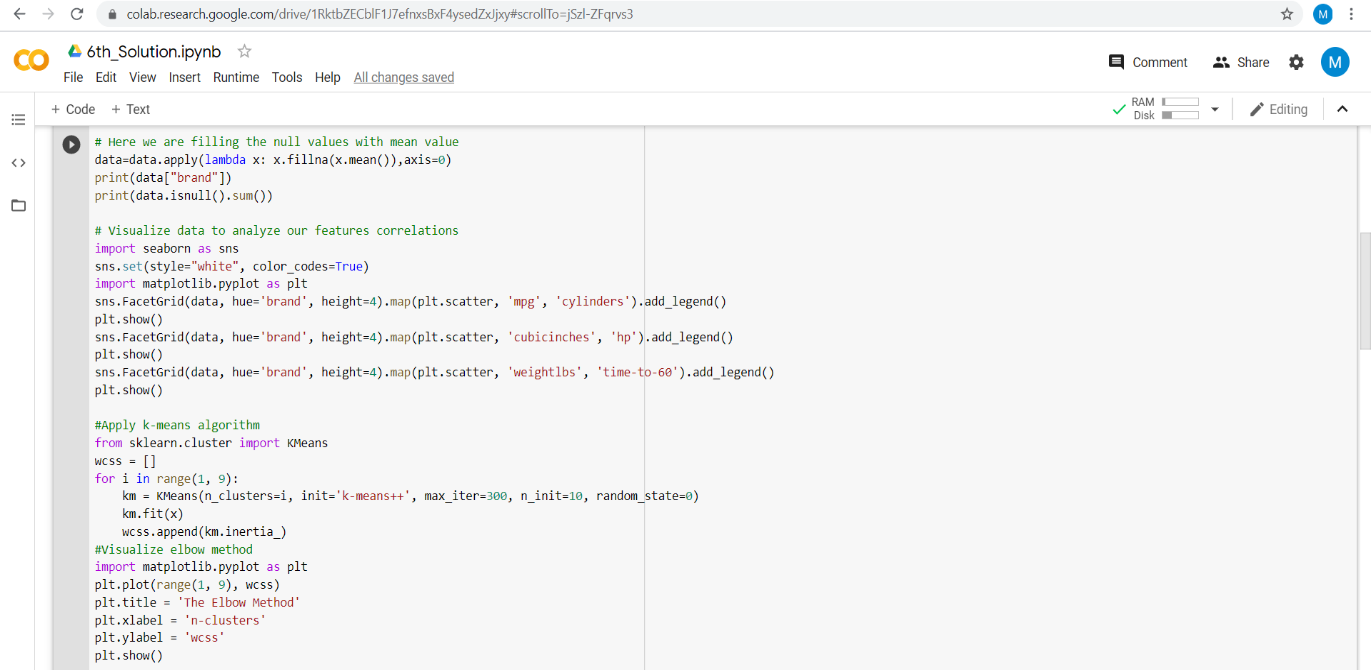 colab.research.google.com/drive/1RktbZECblF1J7efnxsBxF4ysedZxJjxy#scrollTo=jSzl-ZFqrvs3
M
CO
6th_Solution.ipynb
File Edit View Insert Runtime Tools Help All changes saved
Comment
Share
M
+ Code + Text
RAM
Disk
Editing
# Here we are filling the null values with mean value
data=data.apply(lambda x: x.fillna(x.mean()),axis=0)
print(data["brand"])
print(data.isnull().sum())
# Visualize data to analyze our features correlations
import seaborn as sns
sns.set(style="white", color_codes=True)
import matplotlib.pyplot as plt
sns.FacetGrid(data, hue='brand', height=4).map(plt.scatter, 'mpg', 'cylinders').add_legend()
plt.show()
sns.FacetGrid(data, hue='brand', height=4).map(plt.scatter, 'cubicinches', 'hp').add_legend()
plt.show()
sns.FacetGrid(data, hue='brand', height=4).map(plt.scatter, 'weightlbs', 'time-to-60').add_legend()
plt.show()
#Apply k-means algorithm
from sklearn.cluster import KMeans
wcss = []
for i in range(1, 9):
    km = KMeans(n_clusters=i, init='k-means++', max_iter=300, n_init=10, random_state=0)
    km.fit(x)
    wcss.append(km.inertia_)
#Visualize elbow method
import matplotlib.pyplot as plt
plt.plot(range(1, 9), wcss)
plt.title = 'The Elbow Method'
plt.xlabel = 'n-clusters'
plt.ylabel = 'wcss'
plt.show()